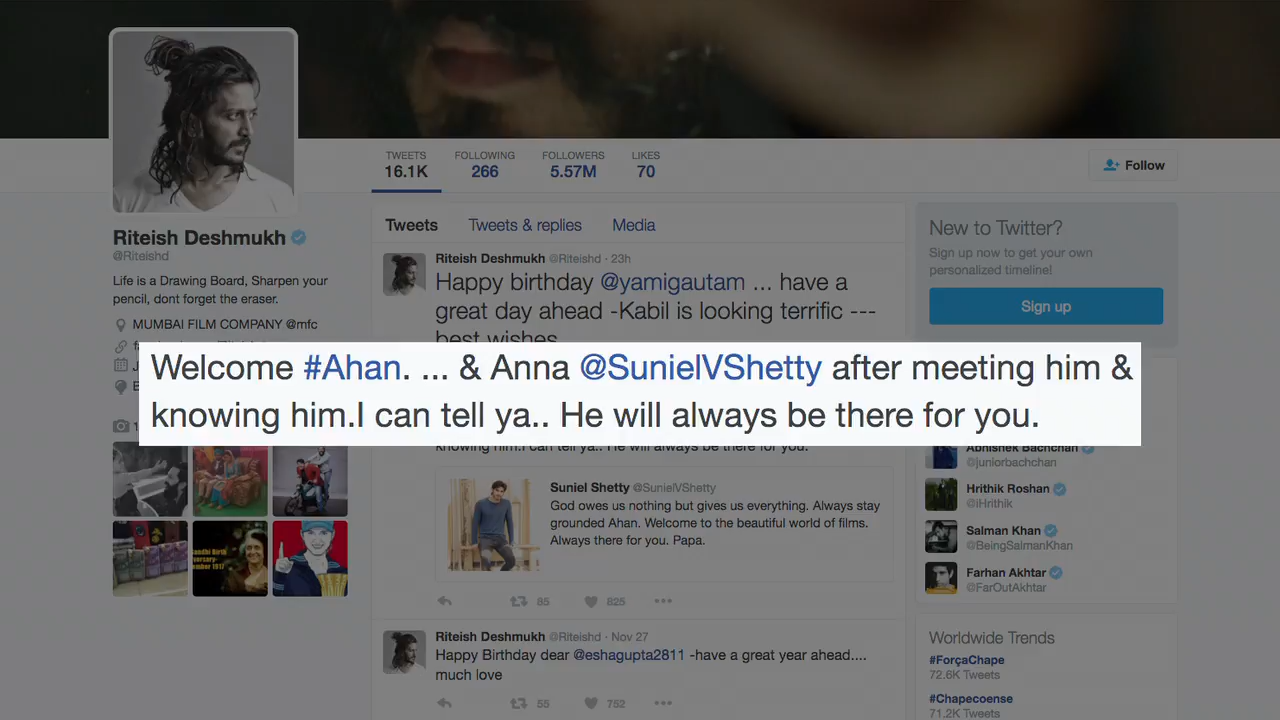 TWEETS
16.1K
FOLLOWING
266
FOLLOWERS
5.57M
LIKES
70
Follow
Riteish Deshmukh
@Riteishd
Life is a Drawing Board, Sharpen your
pencil, dont forget the eraser.
MUMBAI FILM COMPANY @mfc
Tweets
Tweets & replies
Media
Riteish Deshmukh @Riteishd · 23h
Happy birthday @yamigautam ... have a
great day ahead -Kabil is looking terrific ---
best wishes
Welcome #Ahan. ... & Anna @SunielVShetty after meeting him &
knowing him.I can tell ya.. He will always be there for you.
knowing him.I can tell ya.. He will always be there for you.
Suniel Shetty @SunielVShetty
God owes us nothing but gives us everything. Always stay
grounded Ahan. Welcome to the beautiful world of films.
Always there for you. Papa.
85
825
Riteish Deshmukh @Riteishd · Nov 27
Happy Birthday dear @eshagupta2811 -have a great year ahead....
much love
55
752
New to Twitter?
Sign up now to get your own
personalized timeline!
Sign up
Abhishek Bachchan
@juniorbachchan
Hrithik Roshan
@iHrithik
Salman Khan
@BeingSalmanKhan
Farhan Akhtar
@FarOutAkhtar
Worldwide Trends
#ForçaChape
72.6K Tweets
#Chapecoense
71.2K Tweets